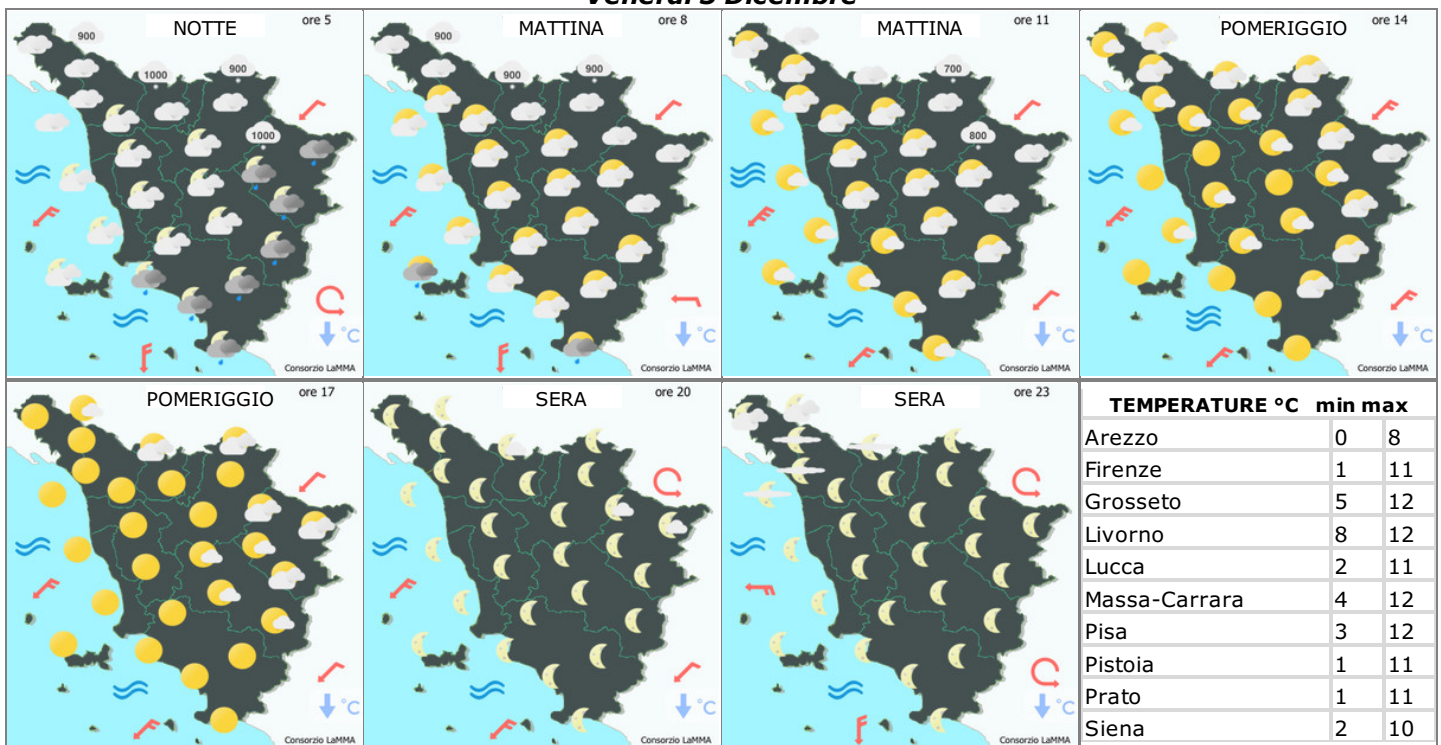 Venerdì Dicembre
NOTTE ore 5
900
1000
900
1000
°C
Consorzio LaMMA
MATTINA ore 8
900
900
900
°C
Consorzio LaMMA
MATTINA ore 11
700
800
°C
Consorzio LaMMA
POMERIGGIO ore 14
°C
Consorzio LaMMA
POMERIGGIO ore 17
°C
Consorzio LaMMA
SERA ore 20
°C
Consorzio LaMMA
SERA ore 23
°C
Consorzio LaMMA
TEMPERATURE °C min max
Arezzo 0 8
Firenze 1 11
Grosseto 5 12
Livorno 8 12
Lucca 2 11
Massa-Carrara 4 12
Pisa 3 12
Pistoia 1 11
Prato 1 11
Siena 2 10